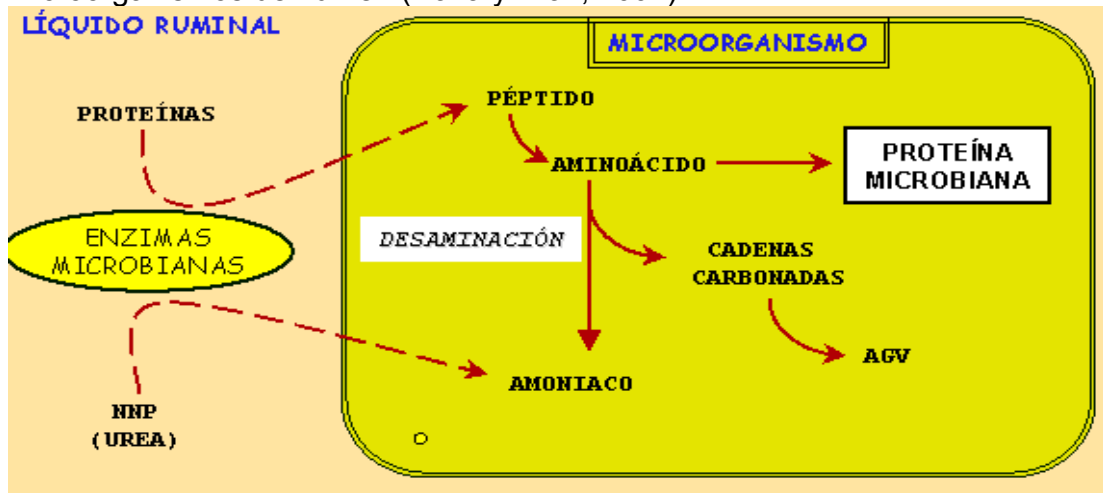 LÍQUIDO RUMINAL
MICROORGANISMO
PROTEÍNAS
PÉPTIDO
AMINOÁCIDO
PROTEÍNA
MICROBIANA
ENZIMAS
MICROBIANAS
DESAMINACIÓN
CADENAS
CARBONADAS
AGV
AMONIACO
NNP
(UREA)